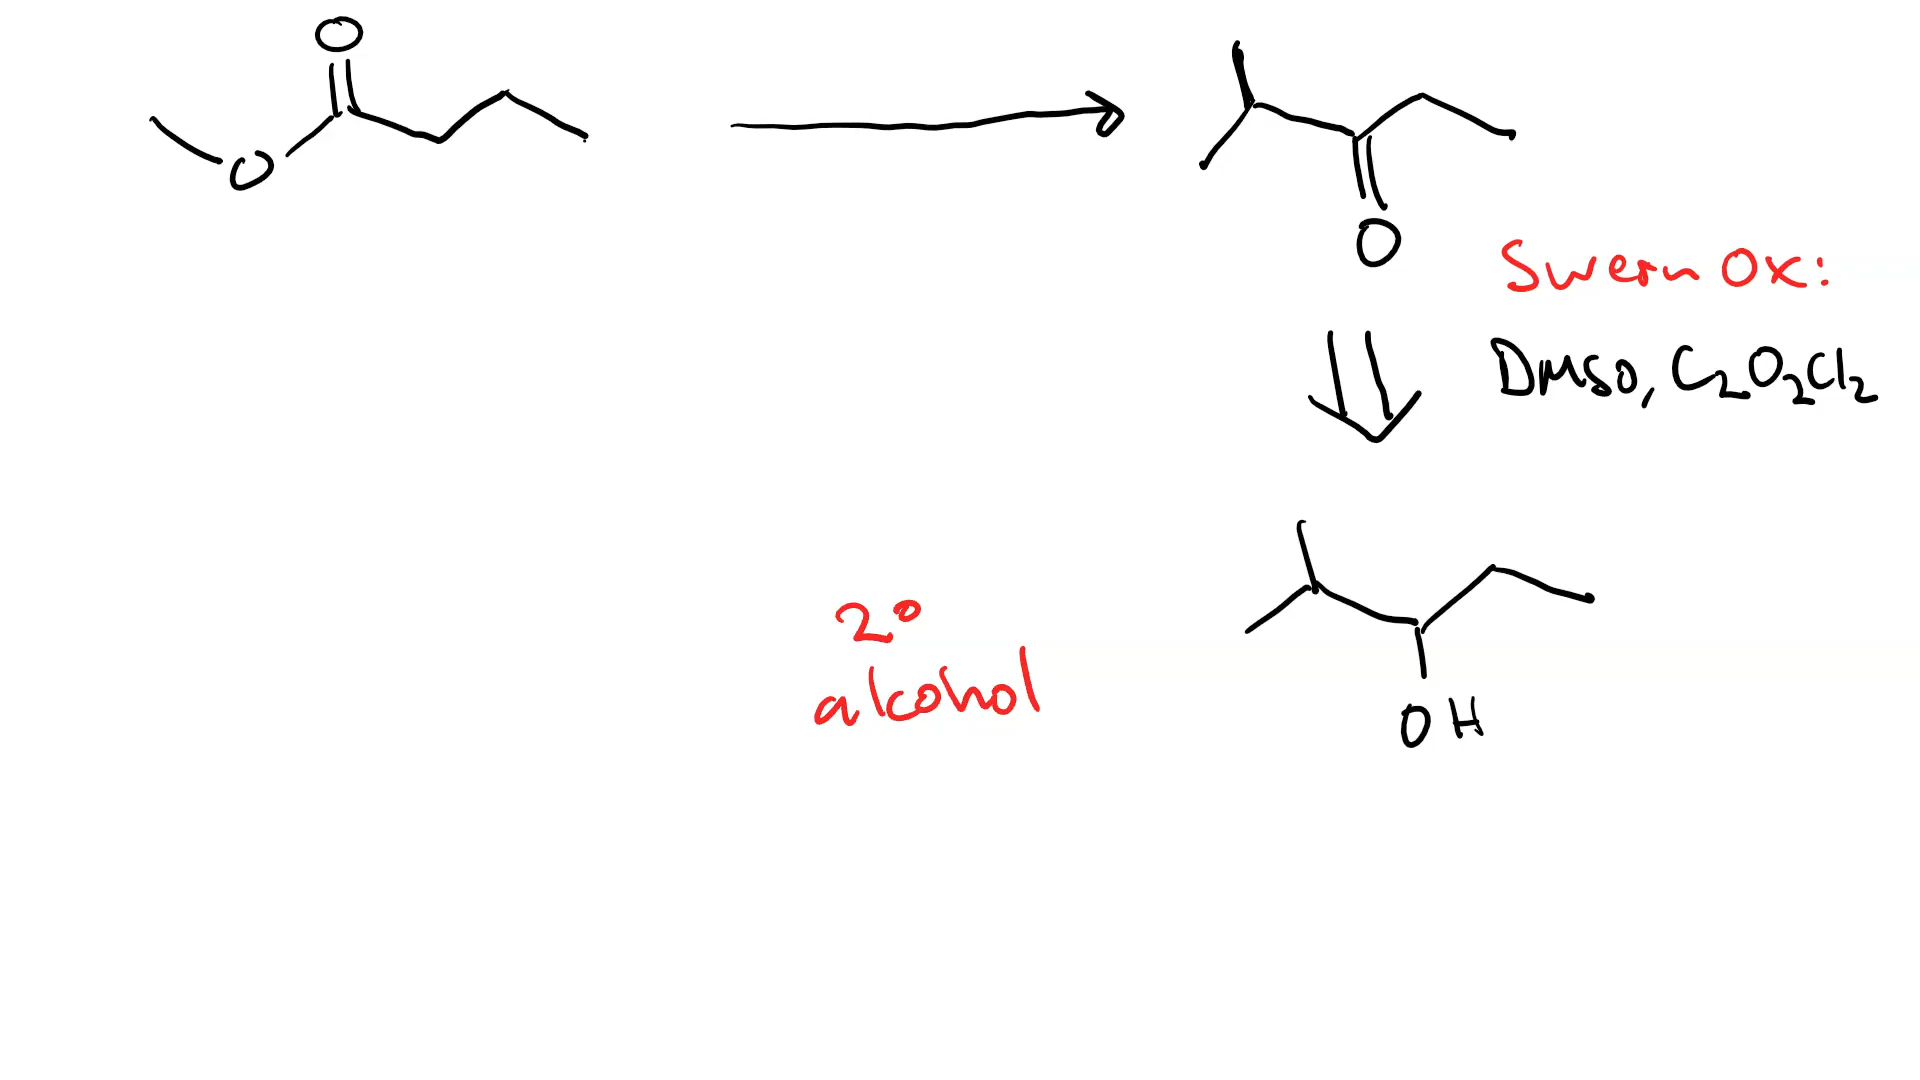 O
O
O
Swern Ox:
DMSO, C₂O₂Cl₂
2°
alcohol
OH